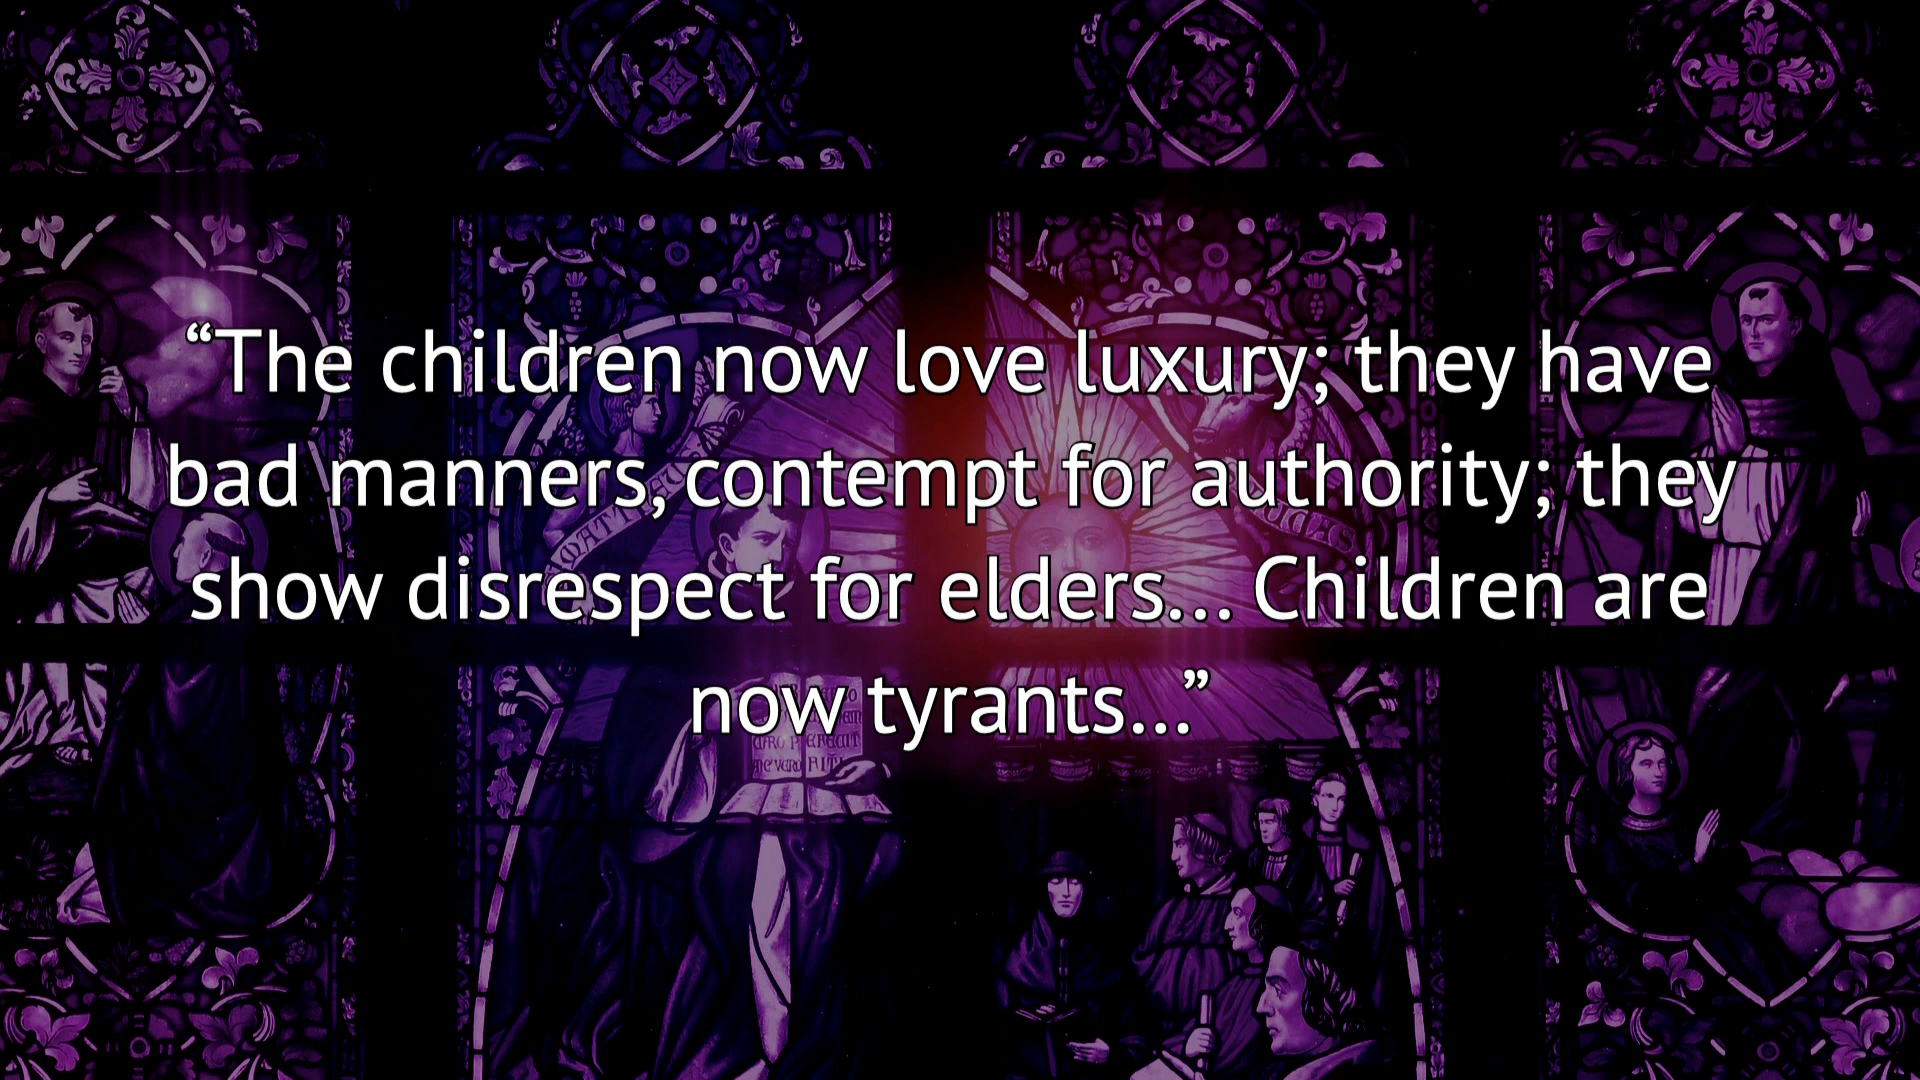 “The children now love luxury; they have
bad manners, contempt for authority; they
show disrespect for elders... Children are
now tyrants...”